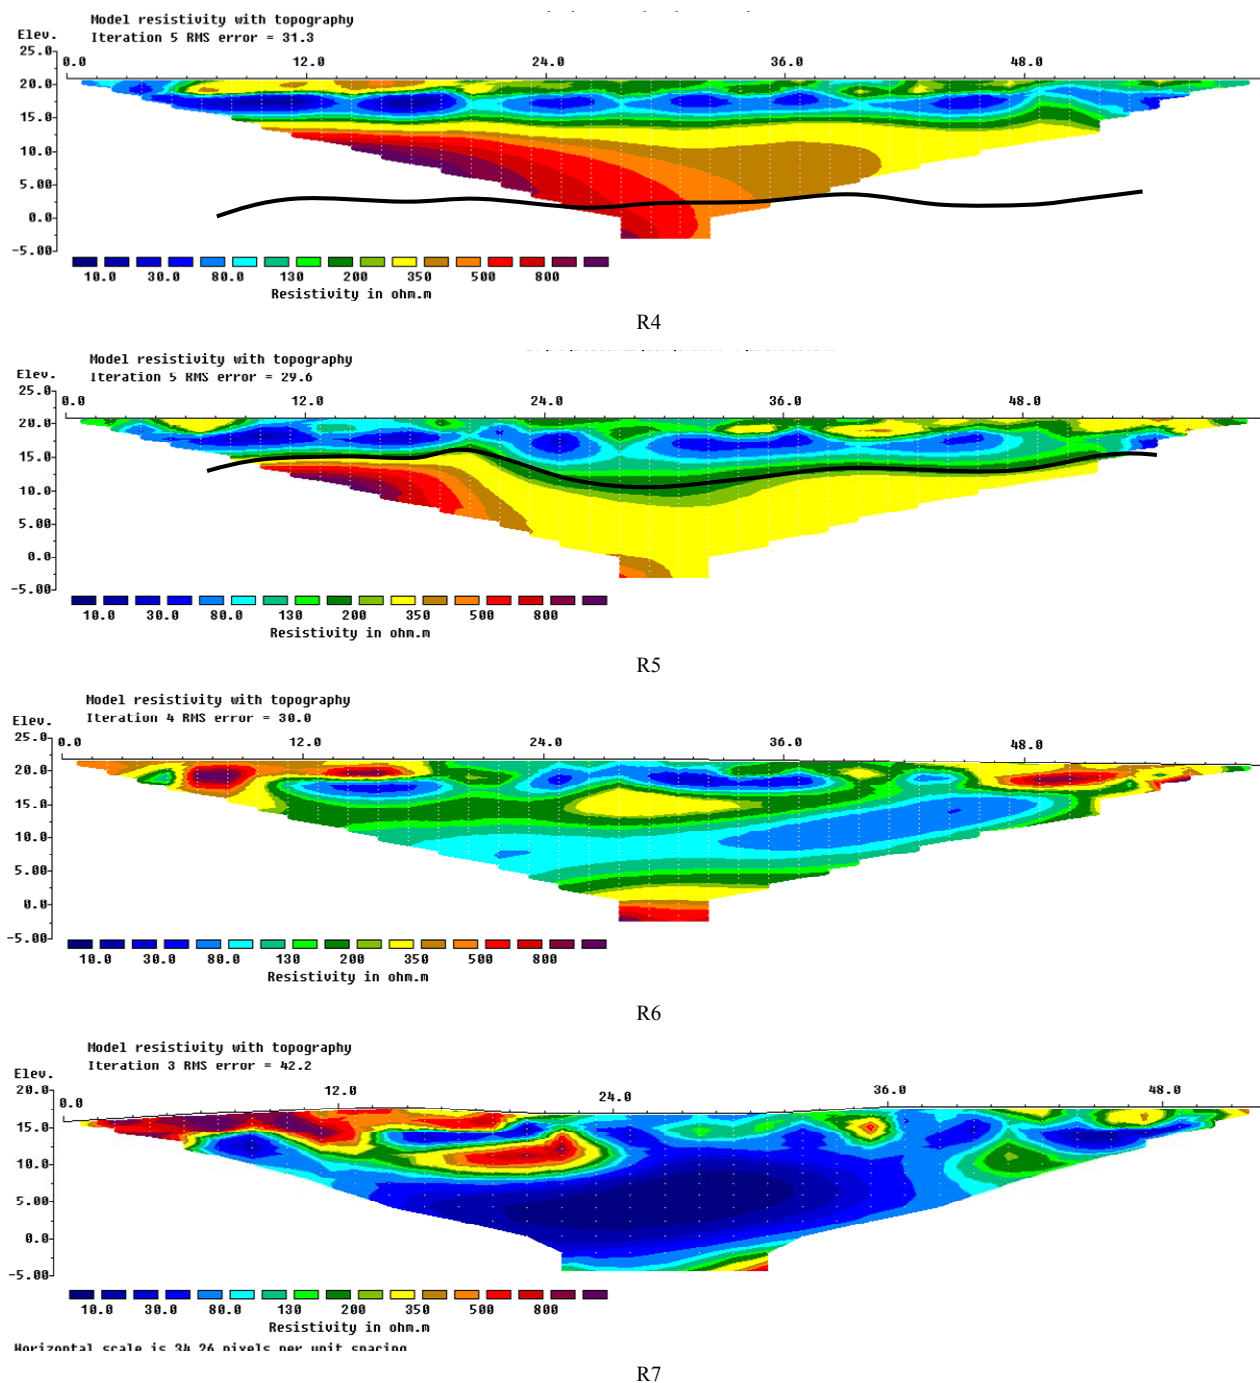 Model resistivity with topography
Iteration 5 RMS error = 31.3
Elev.
0.0 12.0 24.0 36.0 48.0
25.0
20.0
15.0
10.0
5.00
0.0
-5.00
10.0 30.0 80.0 130 200 350 500 800
Resistivity in ohm.m
R4
Model resistivity with topography
Iteration 5 RMS error = 29.6
Elev.
0.0 12.0 24.0 36.0 48.0
25.0
20.0
15.0
10.0
5.00
0.0
-5.00
10.0 30.0 80.0 130 200 350 500 800
Resistivity in ohm.m
R5
Model resistivity with topography
Iteration 4 RMS error = 30.0
Elev.
0.0 12.0 24.0 36.0 48.0
25.0
20.0
15.0
10.0
5.00
0.0
-5.00
10.0 30.0 80.0 130 200 350 500 800
Resistivity in ohm.m
R6
Model resistivity with topography
Iteration 3 RMS error = 42.2
Elev.
0.0 12.0 24.0 36.0 48.0
20.0
15.0
10.0
5.00
0.0
-5.00
10.0 30.0 80.0 130 200 350 500 800
Resistivity in ohm.m
Horizontal scale is 34.26 pixels per unit spacing
R7